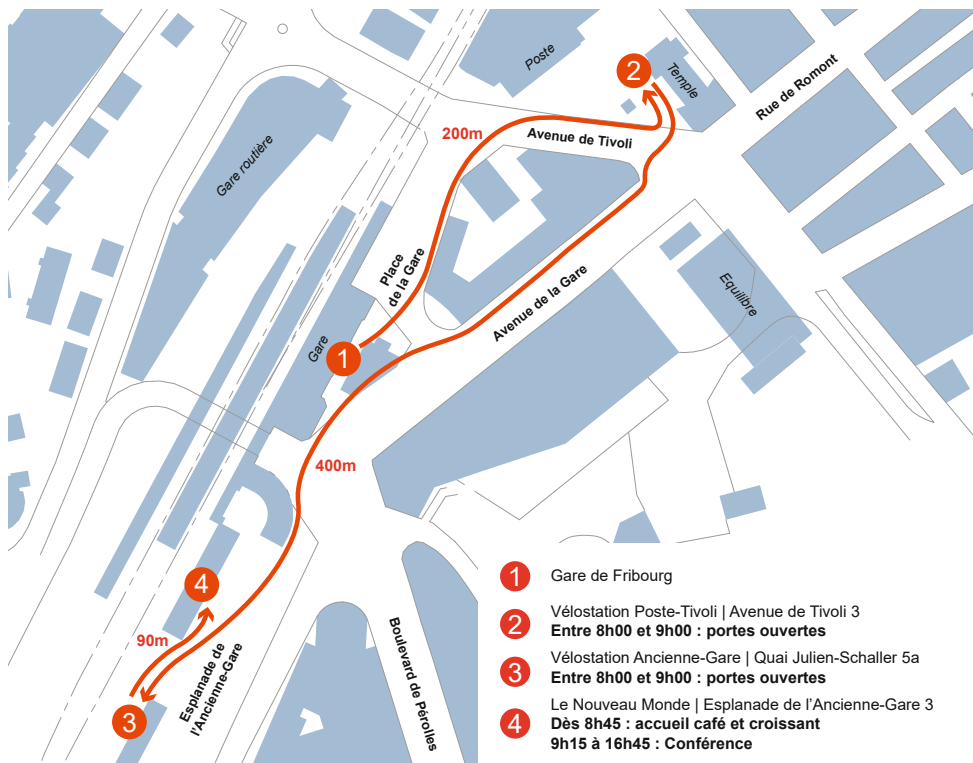 Poste
2
Temple
Rue de Romont
200m
Avenue de Tivoli
Gare routière
Place
de la Gare
Avenue de la Gare
Equilibre
Gare
1
400m
4
90m
3
Esplanade de
l'Ancienne-Gare
Boulevard de Pérolles
1 Gare de Fribourg
2 Vélostation Poste-Tivoli | Avenue de Tivoli 3
Entre 8h00 et 9h00 : portes ouvertes
3 Vélostation Ancienne-Gare | Quai Julien-Schaller 5a
Entre 8h00 et 9h00 : portes ouvertes
4 Le Nouveau Monde | Esplanade de l'Ancienne-Gare 3
Dès 8h45 : accueil café et croissant
9h15 à 16h45 : Conférence